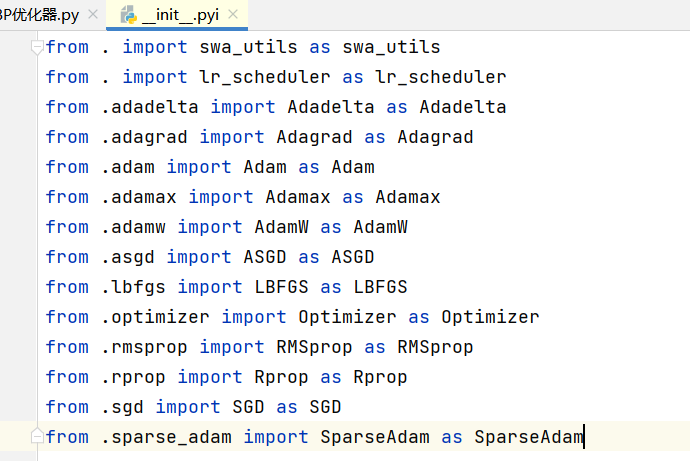 BP优化器.py __init__.pyi
from . import swa_utils as swa_utils
from . import lr_scheduler as lr_scheduler
from .adadelta import Adadelta as Adadelta
from .adagrad import Adagrad as Adagrad
from .adam import Adam as Adam
from .adamax import Adamax as Adamax
from .adamw import AdamW as AdamW
from .asgd import ASGD as ASGD
from .lbfgs import LBFGS as LBFGS
from .optimizer import Optimizer as Optimizer
from .rmsprop import RMSprop as RMSprop
from .rprop import Rprop as Rprop
from .sgd import SGD as SGD
from .sparse_adam import SparseAdam as SparseAdam